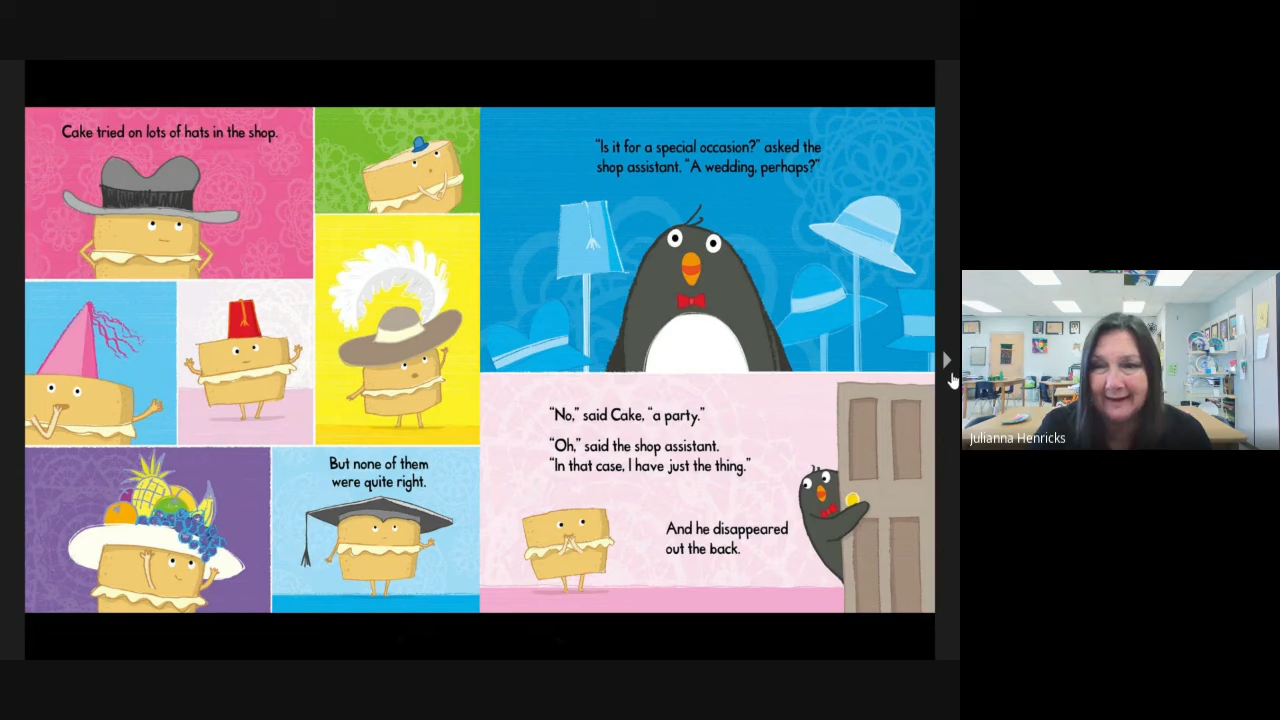 Cake tried on lots of hats in the shop.
But none of them
were quite right.
“Is it for a special occasion?” asked the
shop assistant. “A wedding, perhaps?”
“No,” said Cake, “a party.”
“Oh,” said the shop assistant.
“In that case, I have just the thing.”
And he disappeared
out the back.
Julianna Henricks